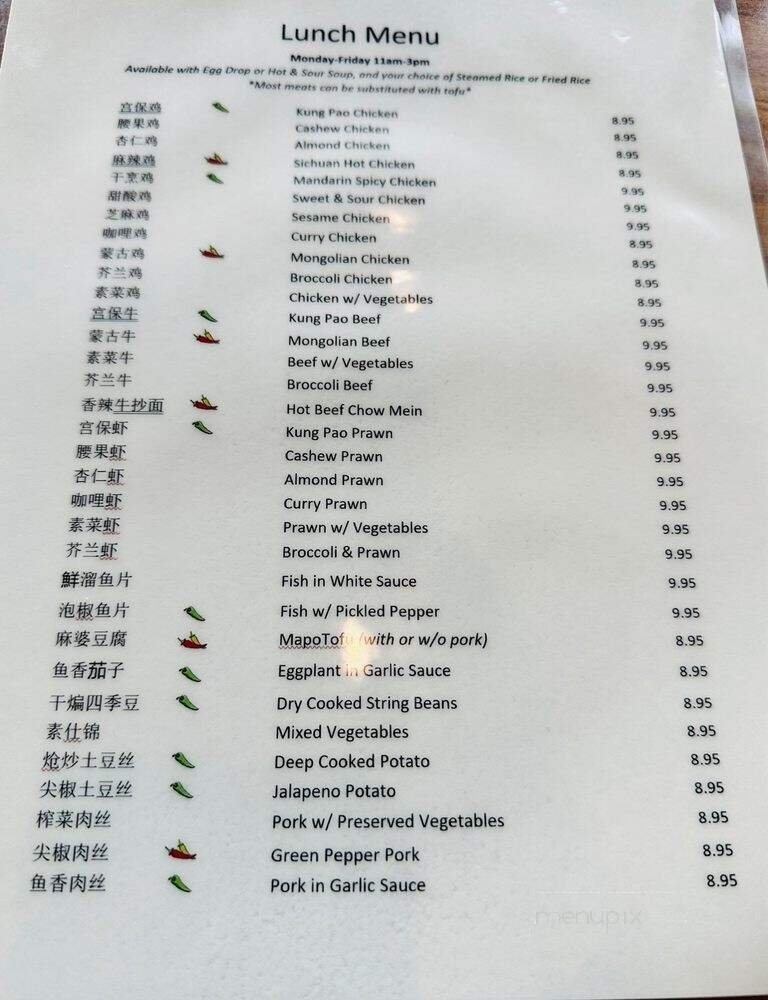 Lunch Menu
Monday-Friday 11am-3pm
Available with Egg Drop or Hot & Sour Soup, and your choice of Steamed Rice or Fried Rice
*Most meats can be substituted with tofu*
宫保鸡 Kung Pao Chicken 8.95
腰果鸡 Cashew Chicken 8.95
杏仁鸡 Almond Chicken 8.95
麻辣鸡 Sichuan Hot Chicken 8.95
干烹鸡 Mandarin Spicy Chicken 9.95
甜酸鸡 Sweet & Sour Chicken 9.95
芝麻鸡 Sesame Chicken 9.95
咖哩鸡 Curry Chicken 8.95
蒙古鸡 Mongolian Chicken 8.95
芥兰鸡 Broccoli Chicken 8.95
素菜鸡 Chicken w/ Vegetables 8.95
宫保牛 Kung Pao Beef 9.95
蒙古牛 Mongolian Beef 9.95
素菜牛 Beef w/ Vegetables 9.95
芥兰牛 Broccoli Beef 9.95
香辣牛抄面 Hot Beef Chow Mein 9.95
宫保虾 Kung Pao Prawn 9.95
腰果虾 Cashew Prawn 9.95
杏仁虾 Almond Prawn 9.95
咖哩虾 Curry Prawn 9.95
素菜虾 Prawn w/ Vegetables 9.95
芥兰虾 Broccoli & Prawn 9.95
鮮溜鱼片 Fish in White Sauce 9.95
泡椒鱼片 Fish w/ Pickled Pepper 9.95
麻婆豆腐 MapoTofu (with or w/o pork) 8.95
鱼香茄子 Eggplant in Garlic Sauce 8.95
干煸四季豆 Dry Cooked String Beans 8.95
素仕锦 Mixed Vegetables 8.95
炝炒土豆丝 Deep Cooked Potato 8.95
尖椒土豆丝 Jalapeno Potato 8.95
榨菜肉丝 Pork w/ Preserved Vegetables 8.95
尖椒肉丝 Green Pepper Pork 8.95
鱼香肉丝 Pork in Garlic Sauce 8.95
menupix